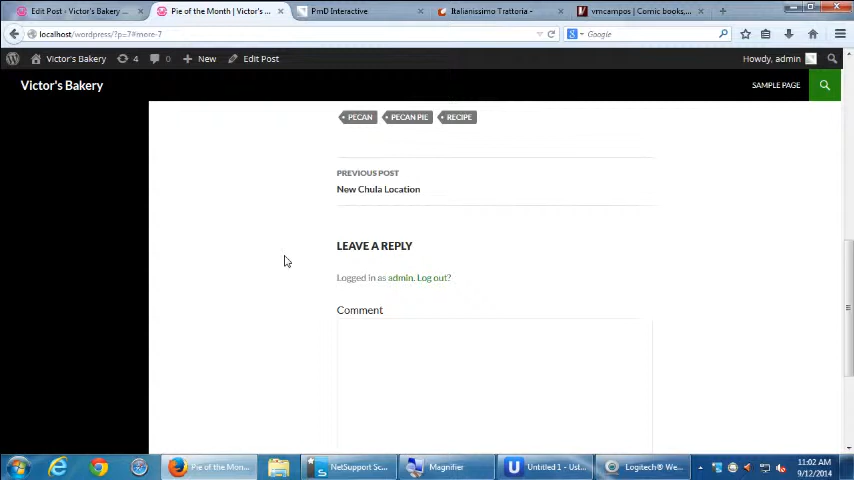 Edit Post ‹ Victor's Bakery ...
Pie of the Month | Victor's ...
PmD Interactive
Italianissimo Trattoria -
vmcampos | Comic books,...
localhost/wordpress/?p=7#more-7
Google
Victor's Bakery
4
0
New
Edit Post
Howdy, admin
Victor's Bakery
SAMPLE PAGE
PECAN
PECAN PIE
RECIPE
PREVIOUS POST
New Chula Location
LEAVE A REPLY
Logged in as admin. Log out?
Comment
Pie of the Mon...
NetSupport Sc...
Magnifier
Untitled 1 - Ust...
Logitech® We...
11:02 AM
9/12/2014